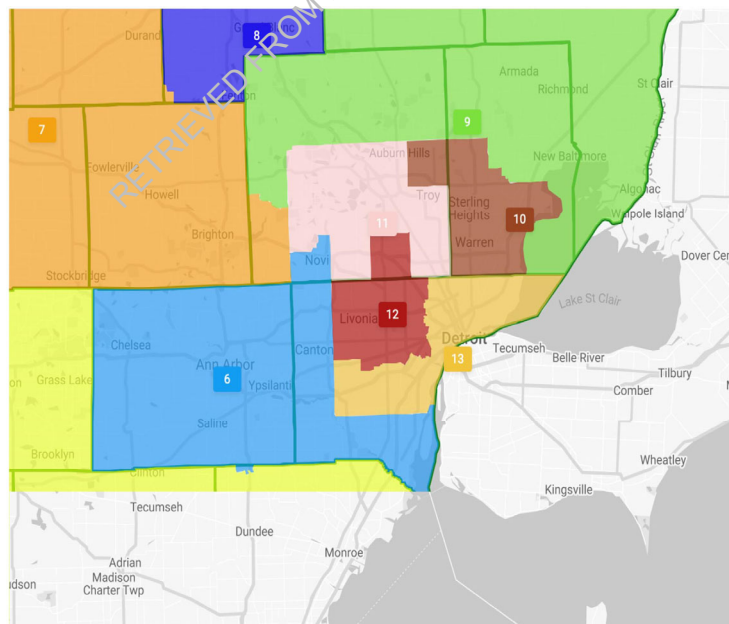 Durand
8
RETRIEVED FROM
Armada
St Clair
Richmond
7
9
Auburn Hills
New Baltimore
Fowlerville
Algonac
Howell
Troy
Sterling
Heights
10
Walpole Island
11
Brighton
Warren
Novi
Dover Cen
Stockbridge
Lake St Clair
12
Livonia
Chelsea
Canton
Detroit
Tecumseh
13
Belle River
Ann Arbor
Tilbury
Grass Lake
6
Ypsilanti
Comber
Saline
Brooklyn
Wheatley
Clinton
Kingsville
Tecumseh
Dundee
Monroe
Adrian
Madison
Charter Twp